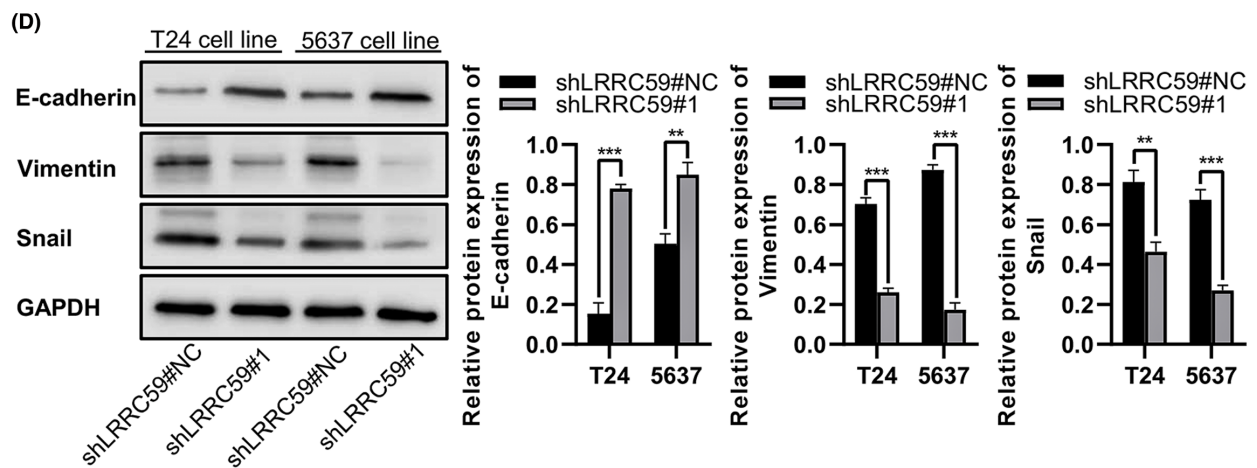 (D)
T24 cell line 5637 cell line
E-cadherin
Vimentin
Snail
GAPDH
shLRRC59#NC
shLRRC59#1
shLRRC59#NC
shLRRC59#1
Relative protein expression of
E-cadherin
shLRRC59#NC
shLRRC59#1
1.0
0.8
0.6
0.4
0.2
0.0
***
**
T24 5637
Relative protein expression of
Vimentin
shLRRC59#NC
shLRRC59#1
1.0
0.8
0.6
0.4
0.2
0.0
***
***
T24 5637
Relative protein expression of
Snail
shLRRC59#NC
shLRRC59#1
1.0
0.8
0.6
0.4
0.2
0.0
**
***
T24 5637